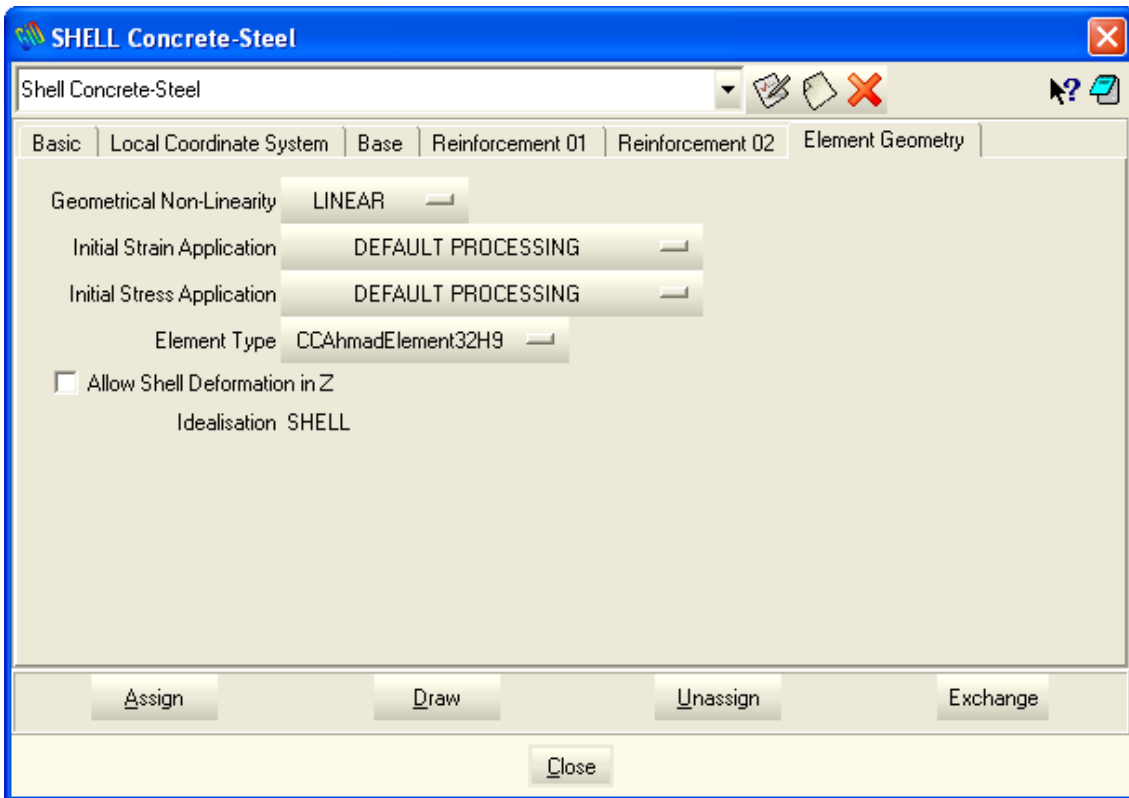 SHELL Concrete-Steel
Shell Concrete-Steel
Basic Local Coordinate System Base Reinforcement 01 Reinforcement 02 Element Geometry
Geometrical Non-Linearity LINEAR
Initial Strain Application DEFAULT PROCESSING
Initial Stress Application DEFAULT PROCESSING
Element Type CCAhmadElement32H9
Allow Shell Deformation in Z
Idealisation SHELL
Assign Draw Unassign Exchange
Close